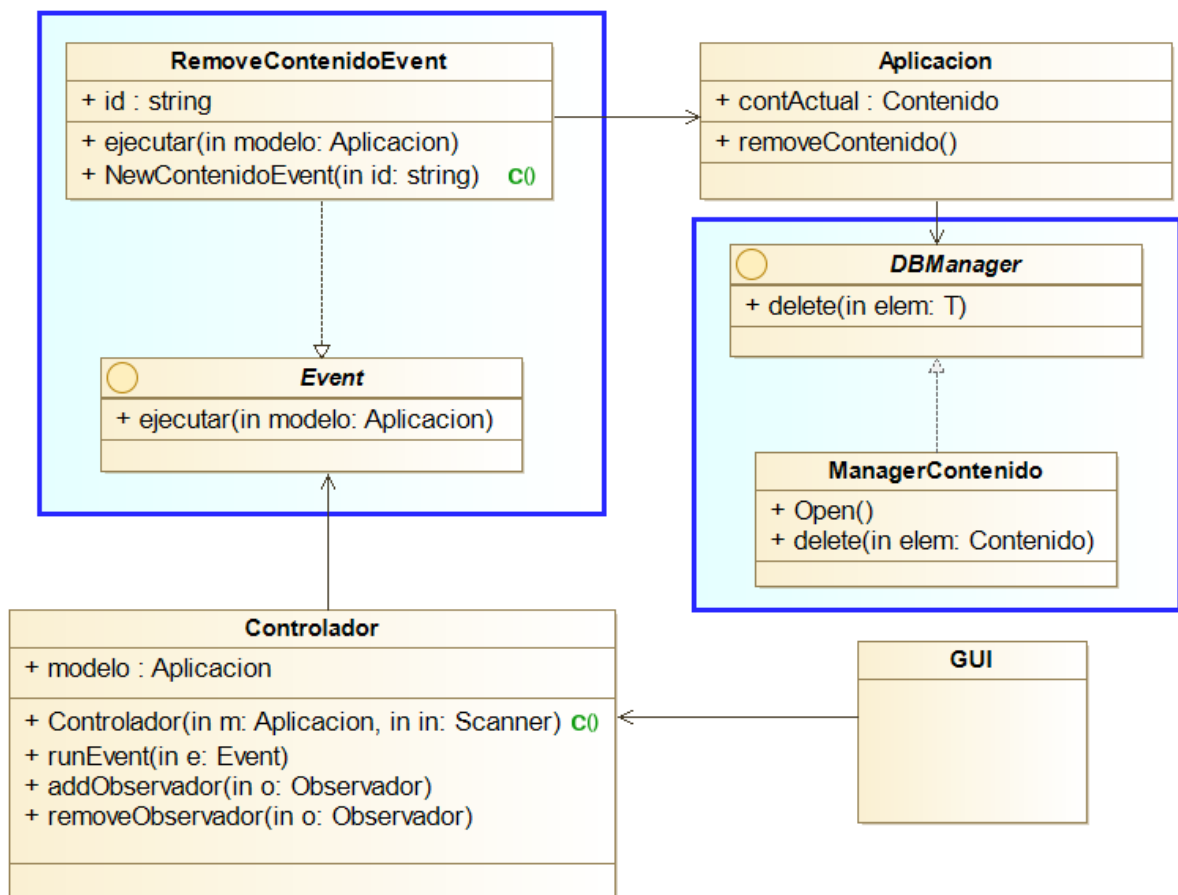 RemoveContenidoEvent
+ id : string
+ ejecutar(in modelo: Aplicacion)
+ NewContenidoEvent(in id: string) C()
Aplicacion
+ contActual : Contenido
+ removeContenido()
DBManager
+ delete(in elem: T)
Event
+ ejecutar(in modelo: Aplicacion)
ManagerContenido
+ Open()
+ delete(in elem: Contenido)
Controlador
+ modelo : Aplicacion
+ Controlador(in m: Aplicacion, in in: Scanner) C()
+ runEvent(in e: Event)
+ addObservador(in o: Observador)
+ removeObservador(in o: Observador)
GUI